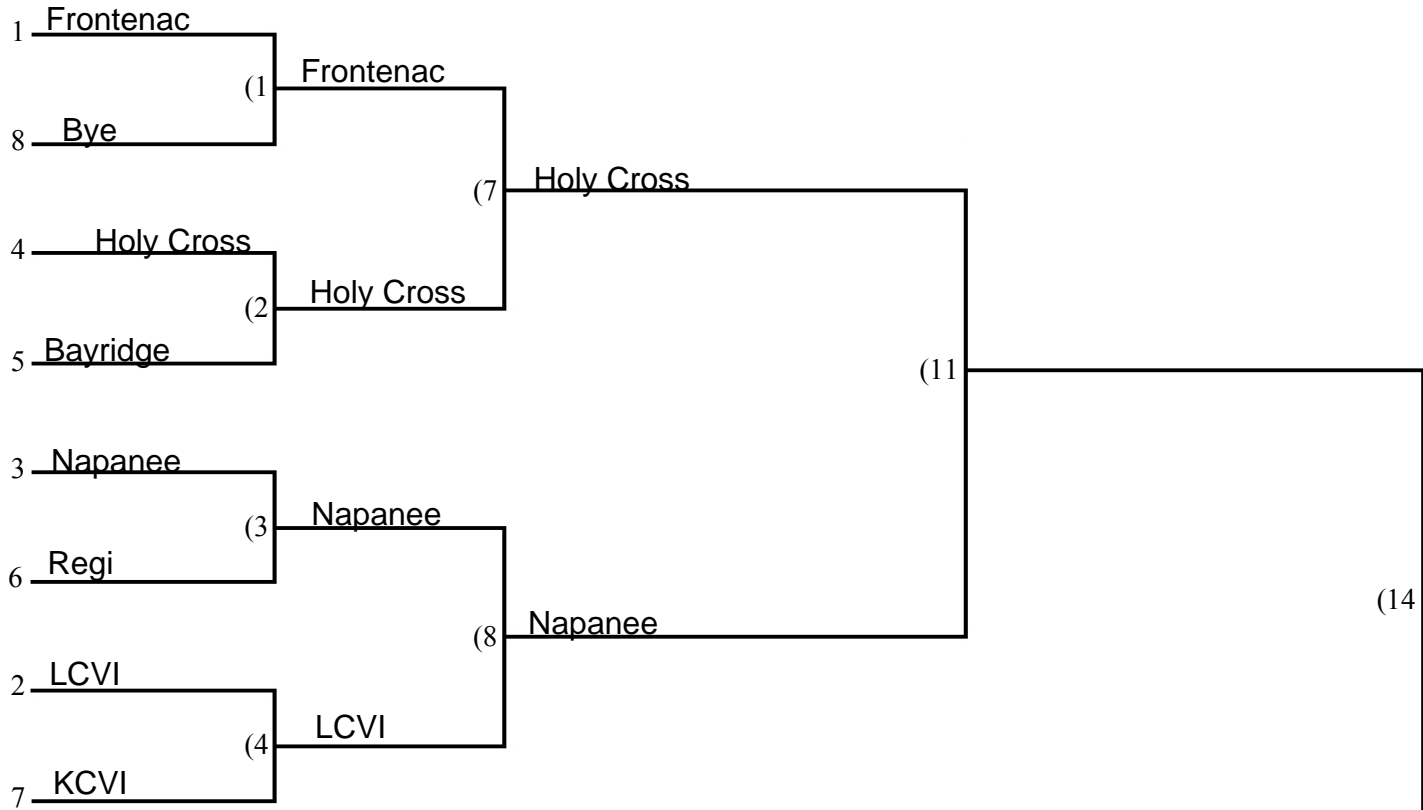 1 Frontenac
(1 Frontenac
8 Bye
(7 Holy Cross
4 Holy Cross
(2 Holy Cross
5 Bayridge
(11
3 Napanee
(3 Napanee
6 Regi
(14
(8 Napanee
2 LCVI
(4 LCVI
7 KCVI